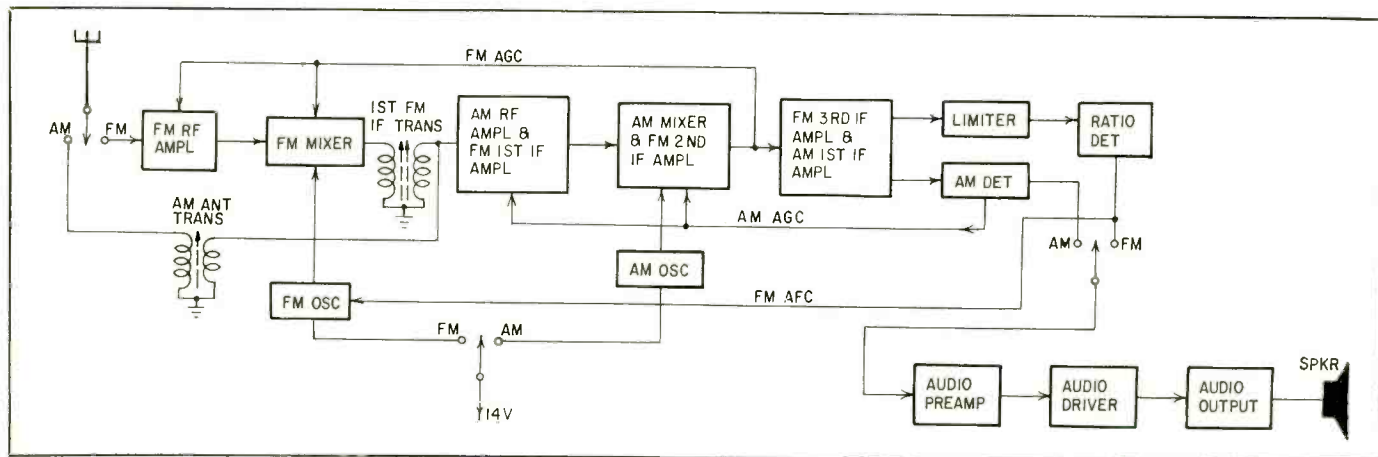 FM AGC
AM
FM
FM RF
AMPL
FM MIXER
1ST FM
IF TRANS
AM RF
AMPL &
FM 1ST IF
AMPL
AM MIXER
& FM 2ND
IF AMPL
FM 3RD IF
AMPL &
AM 1ST IF
AMPL
LIMITER
RATIO
DET
AM DET
AM ANT
TRANS
AM AGC
AM
FM
FM OSC
AM OSC
FM AFC
FM
AM
14V
AUDIO
PREAMP
AUDIO
DRIVER
AUDIO
OUTPUT
SPKR